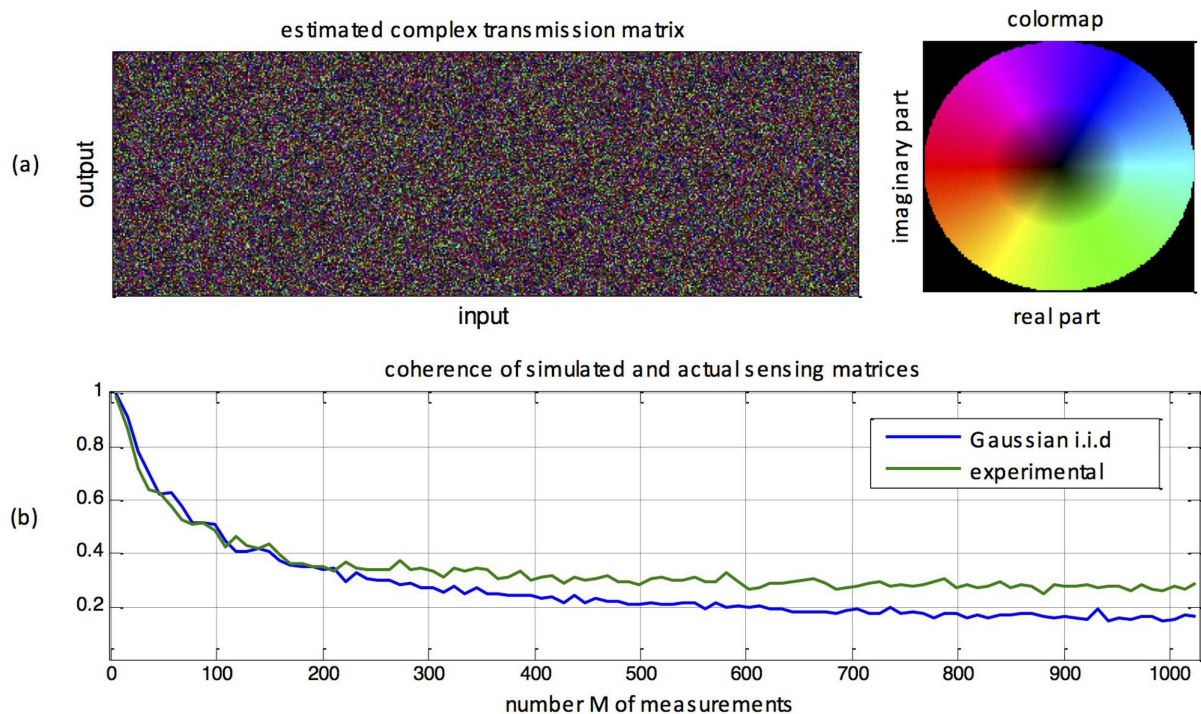 estimated complex transmission matrix
colormap
(a)
output
input
imaginary part
real part
coherence of simulated and actual sensing matrices
(b)
1
0.8
0.6
0.4
0.2
Gaussian i.i.d
experimental
0 100 200 300 400 500 600 700 800 900 1000
number M of measurements